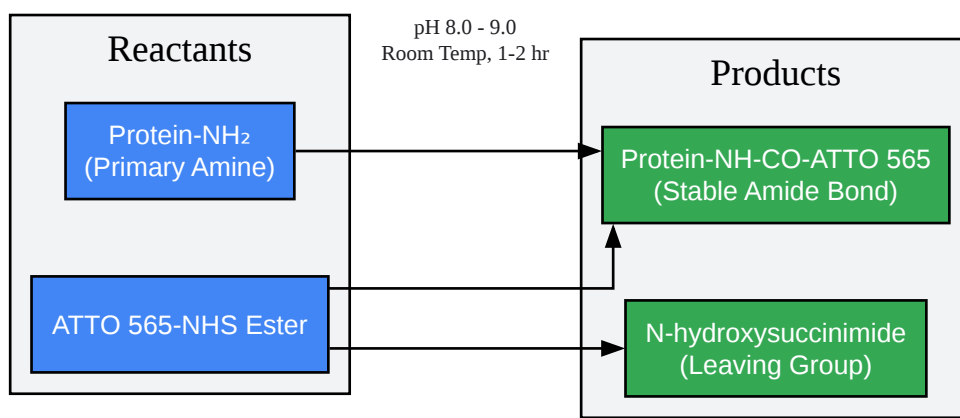 Reactants
pH 8.0 - 9.0
Room Temp, 1-2 hr
Products
Protein-NH₂
(Primary Amine)
Protein-NH-CO-ATTO 565
(Stable Amide Bond)
ATTO 565-NHS Ester
N-hydroxysuccinimide
(Leaving Group)